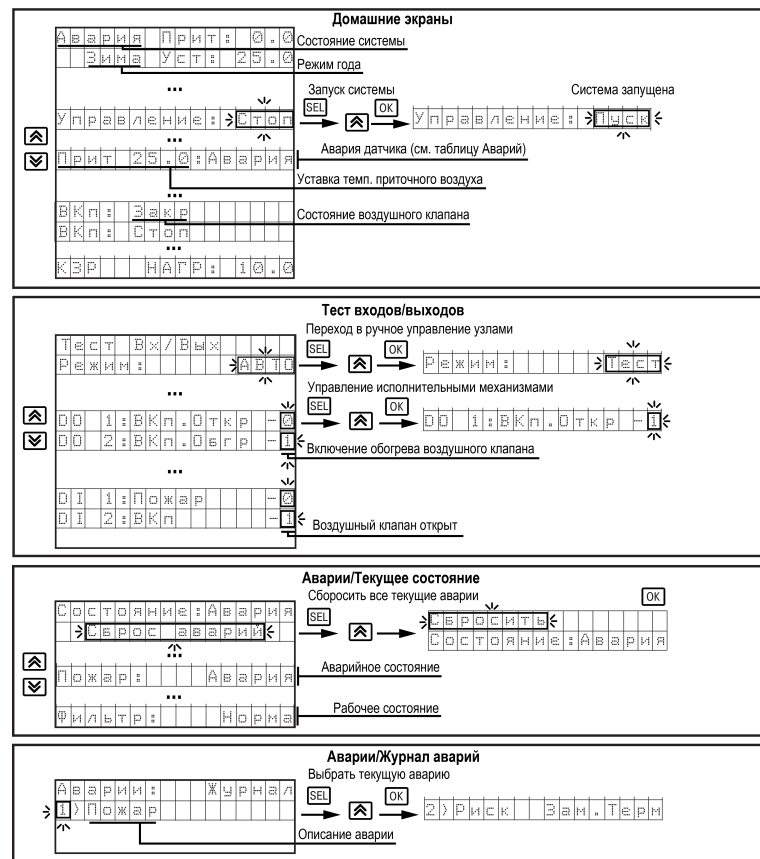 Домашние экраны
Авария Прит: 0.0
Зима Уст: 25.0
Состояние системы
Режим года
...
Запуск системы
Система запущена
Управление: Стоп
SEL
OK
Управление: Пуск
...
Прит 25.0:Авария
Авария датчика (см. таблицу Аварий)
Уставка темп. приточного воздуха
...
ВКп: Закр
ВКп: Стоп
Состояние воздушного клапана
...
КЗР НАГР: 10.0
Тест входов/выходов
Переход в ручное управление узлами
Тест Вх/Вых
Режим: АВТО
SEL
OK
Режим: Тест
...
Управление исполнительными механизмами
DO 1:ВКп.Откр -0
DO 2:ВКп.Обгр -1
SEL
OK
DO 1:ВКп.Откр -1
Включение обогрева воздушного клапана
...
DI 1:Пожар -0
DI 2:ВКп -1
Воздушный клапан открыт
Аварии/Текущее состояние
Сборосить все текущие аварии
Состояние:Авария
Сброс аварий
SEL
OK
Сбросить
Состояние:Авария
...
Пожар: Авария
Аварийное состояние
...
Фильтр: Норма
Рабочее состояние
Аварии/Журнал аварий
Выбрать текущую аварию
Аварии: Журнал
1>Пожар
SEL
OK
2>Риск Зам.Терм
Описание аварии